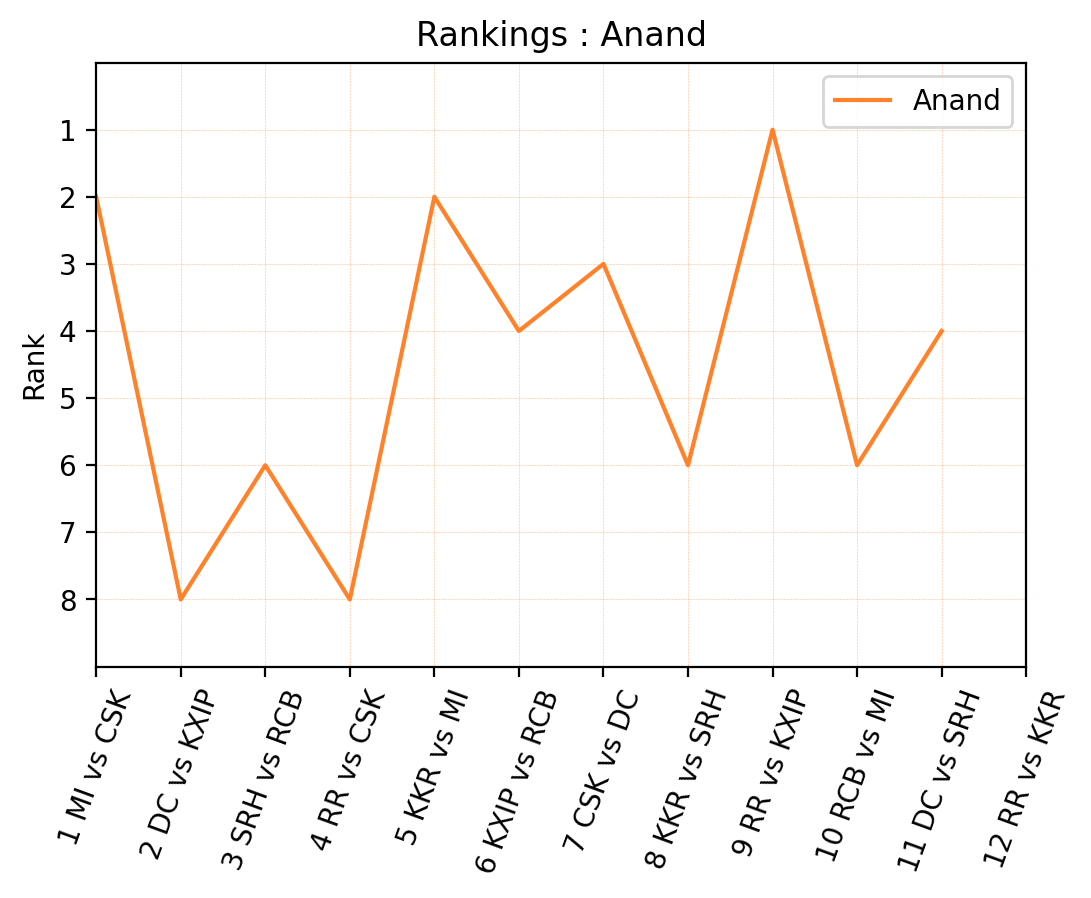 Rankings : Anand
Anand
Rank
1
2
3
4
5
6
7
8
1 MI vs CSK
2 DC vs KXIP
3 SRH vs RCB
4 RR vs CSK
5 KKR vs MI
6 KXIP vs RCB
7 CSK vs DC
8 KKR vs SRH
9 RR vs KXIP
10 RCB vs MI
11 DC vs SRH
12 RR vs KKR